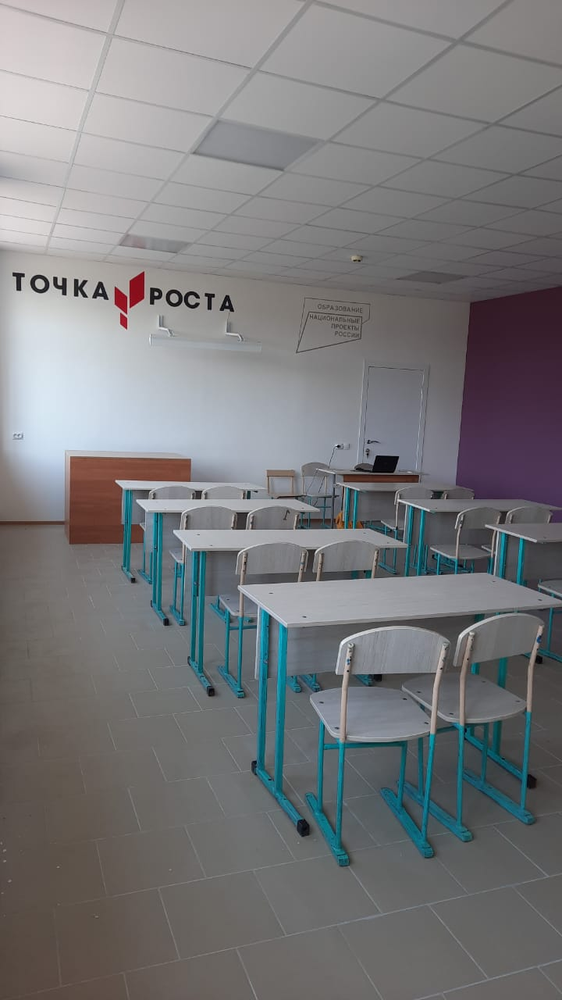 ТОЧКА РОСТА
ОБРАЗОВАНИЕ
НАЦИОНАЛЬНЫЕ
ПРОЕКТЫ
РОССИИ